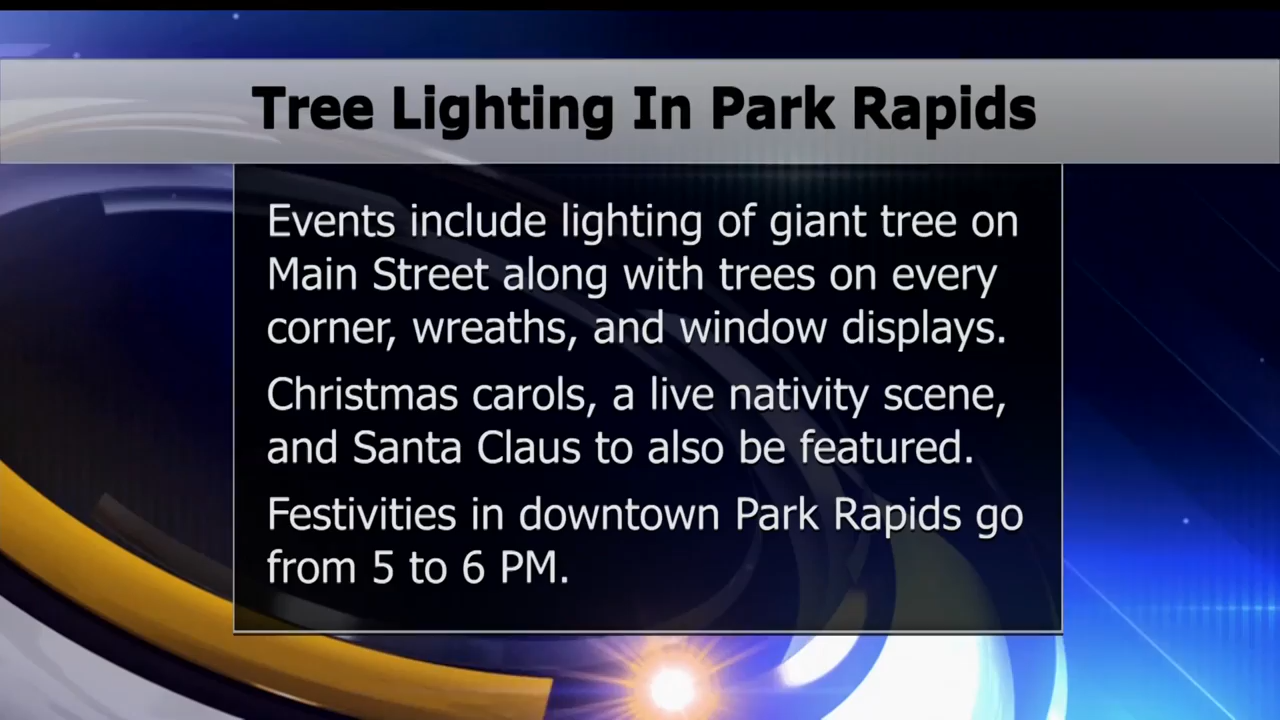 Tree Lighting In Park Rapids
Events include lighting of giant tree on
Main Street along with trees on every
corner, wreaths, and window displays.
Christmas carols, a live nativity scene,
and Santa Claus to also be featured.
Festivities in downtown Park Rapids go
from 5 to 6 PM.